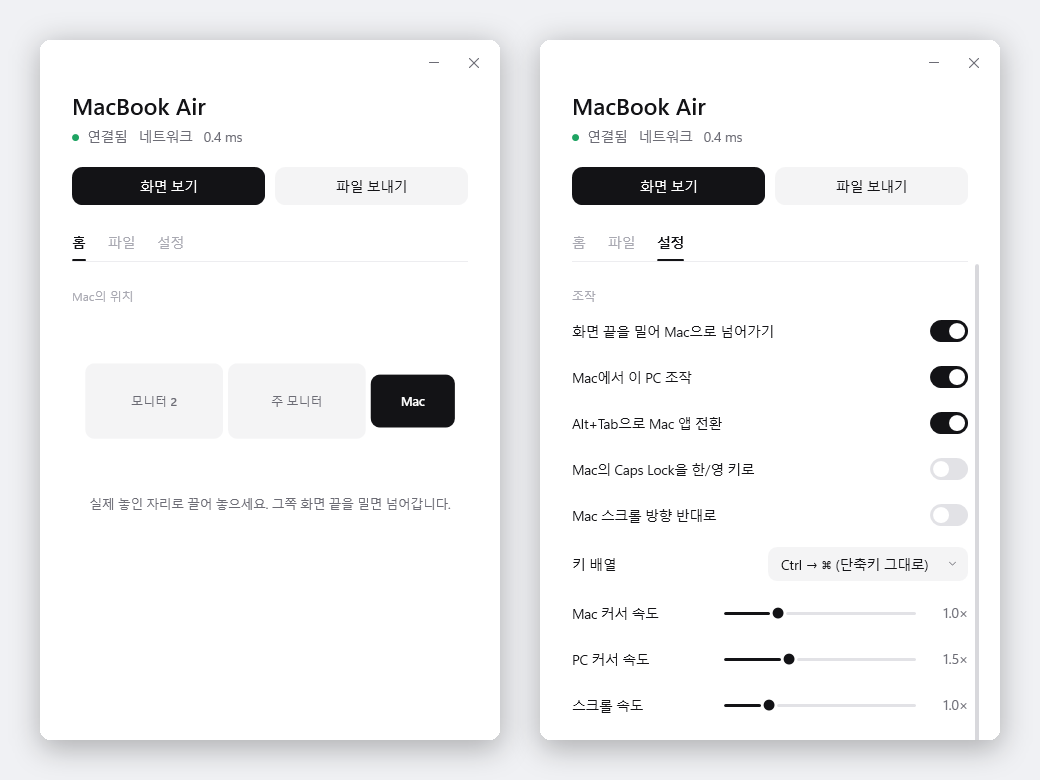 MacBook Air
연결됨 네트워크 0.4 ms
화면 보기 파일 보내기
홈 파일 설정
Mac의 위치
모니터 2 주 모니터 Mac
실제 놓인 자리로 끌어 놓으세요. 그쪽 화면 끝을 밀면 넘어갑니다.
MacBook Air
연결됨 네트워크 0.4 ms
화면 보기 파일 보내기
홈 파일 설정
조작
화면 끝을 밀어 Mac으로 넘어가기
Mac에서 이 PC 조작
Alt+Tab으로 Mac 앱 전환
Mac의 Caps Lock을 한/영 키로
Mac 스크롤 방향 반대로
키 배열 Ctrl → ⌘ (단축키 그대로)
Mac 커서 속도 1.0×
PC 커서 속도 1.5×
스크롤 속도 1.0×